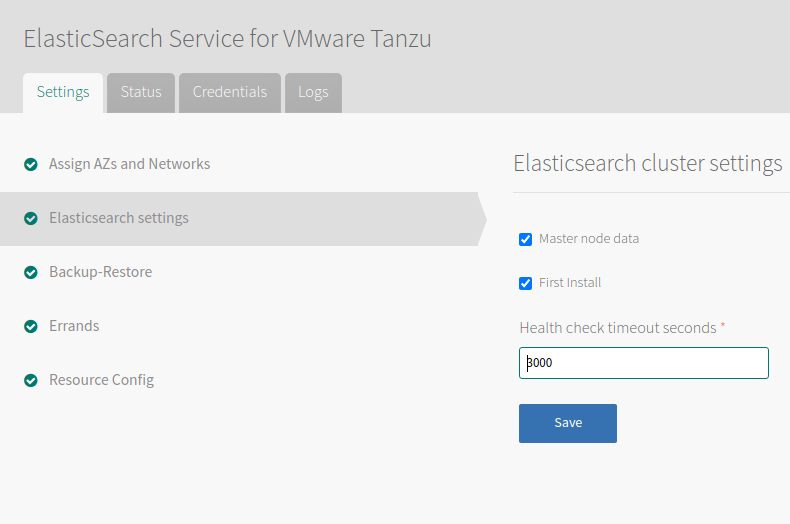 ElasticSearch Service for VMware Tanzu
Settings
Status
Credentials
Logs
Assign AZs and Networks
Elasticsearch settings
Backup-Restore
Errands
Resource Config
Elasticsearch cluster settings
Master node data
First Install
Health check timeout seconds *
3000
Save